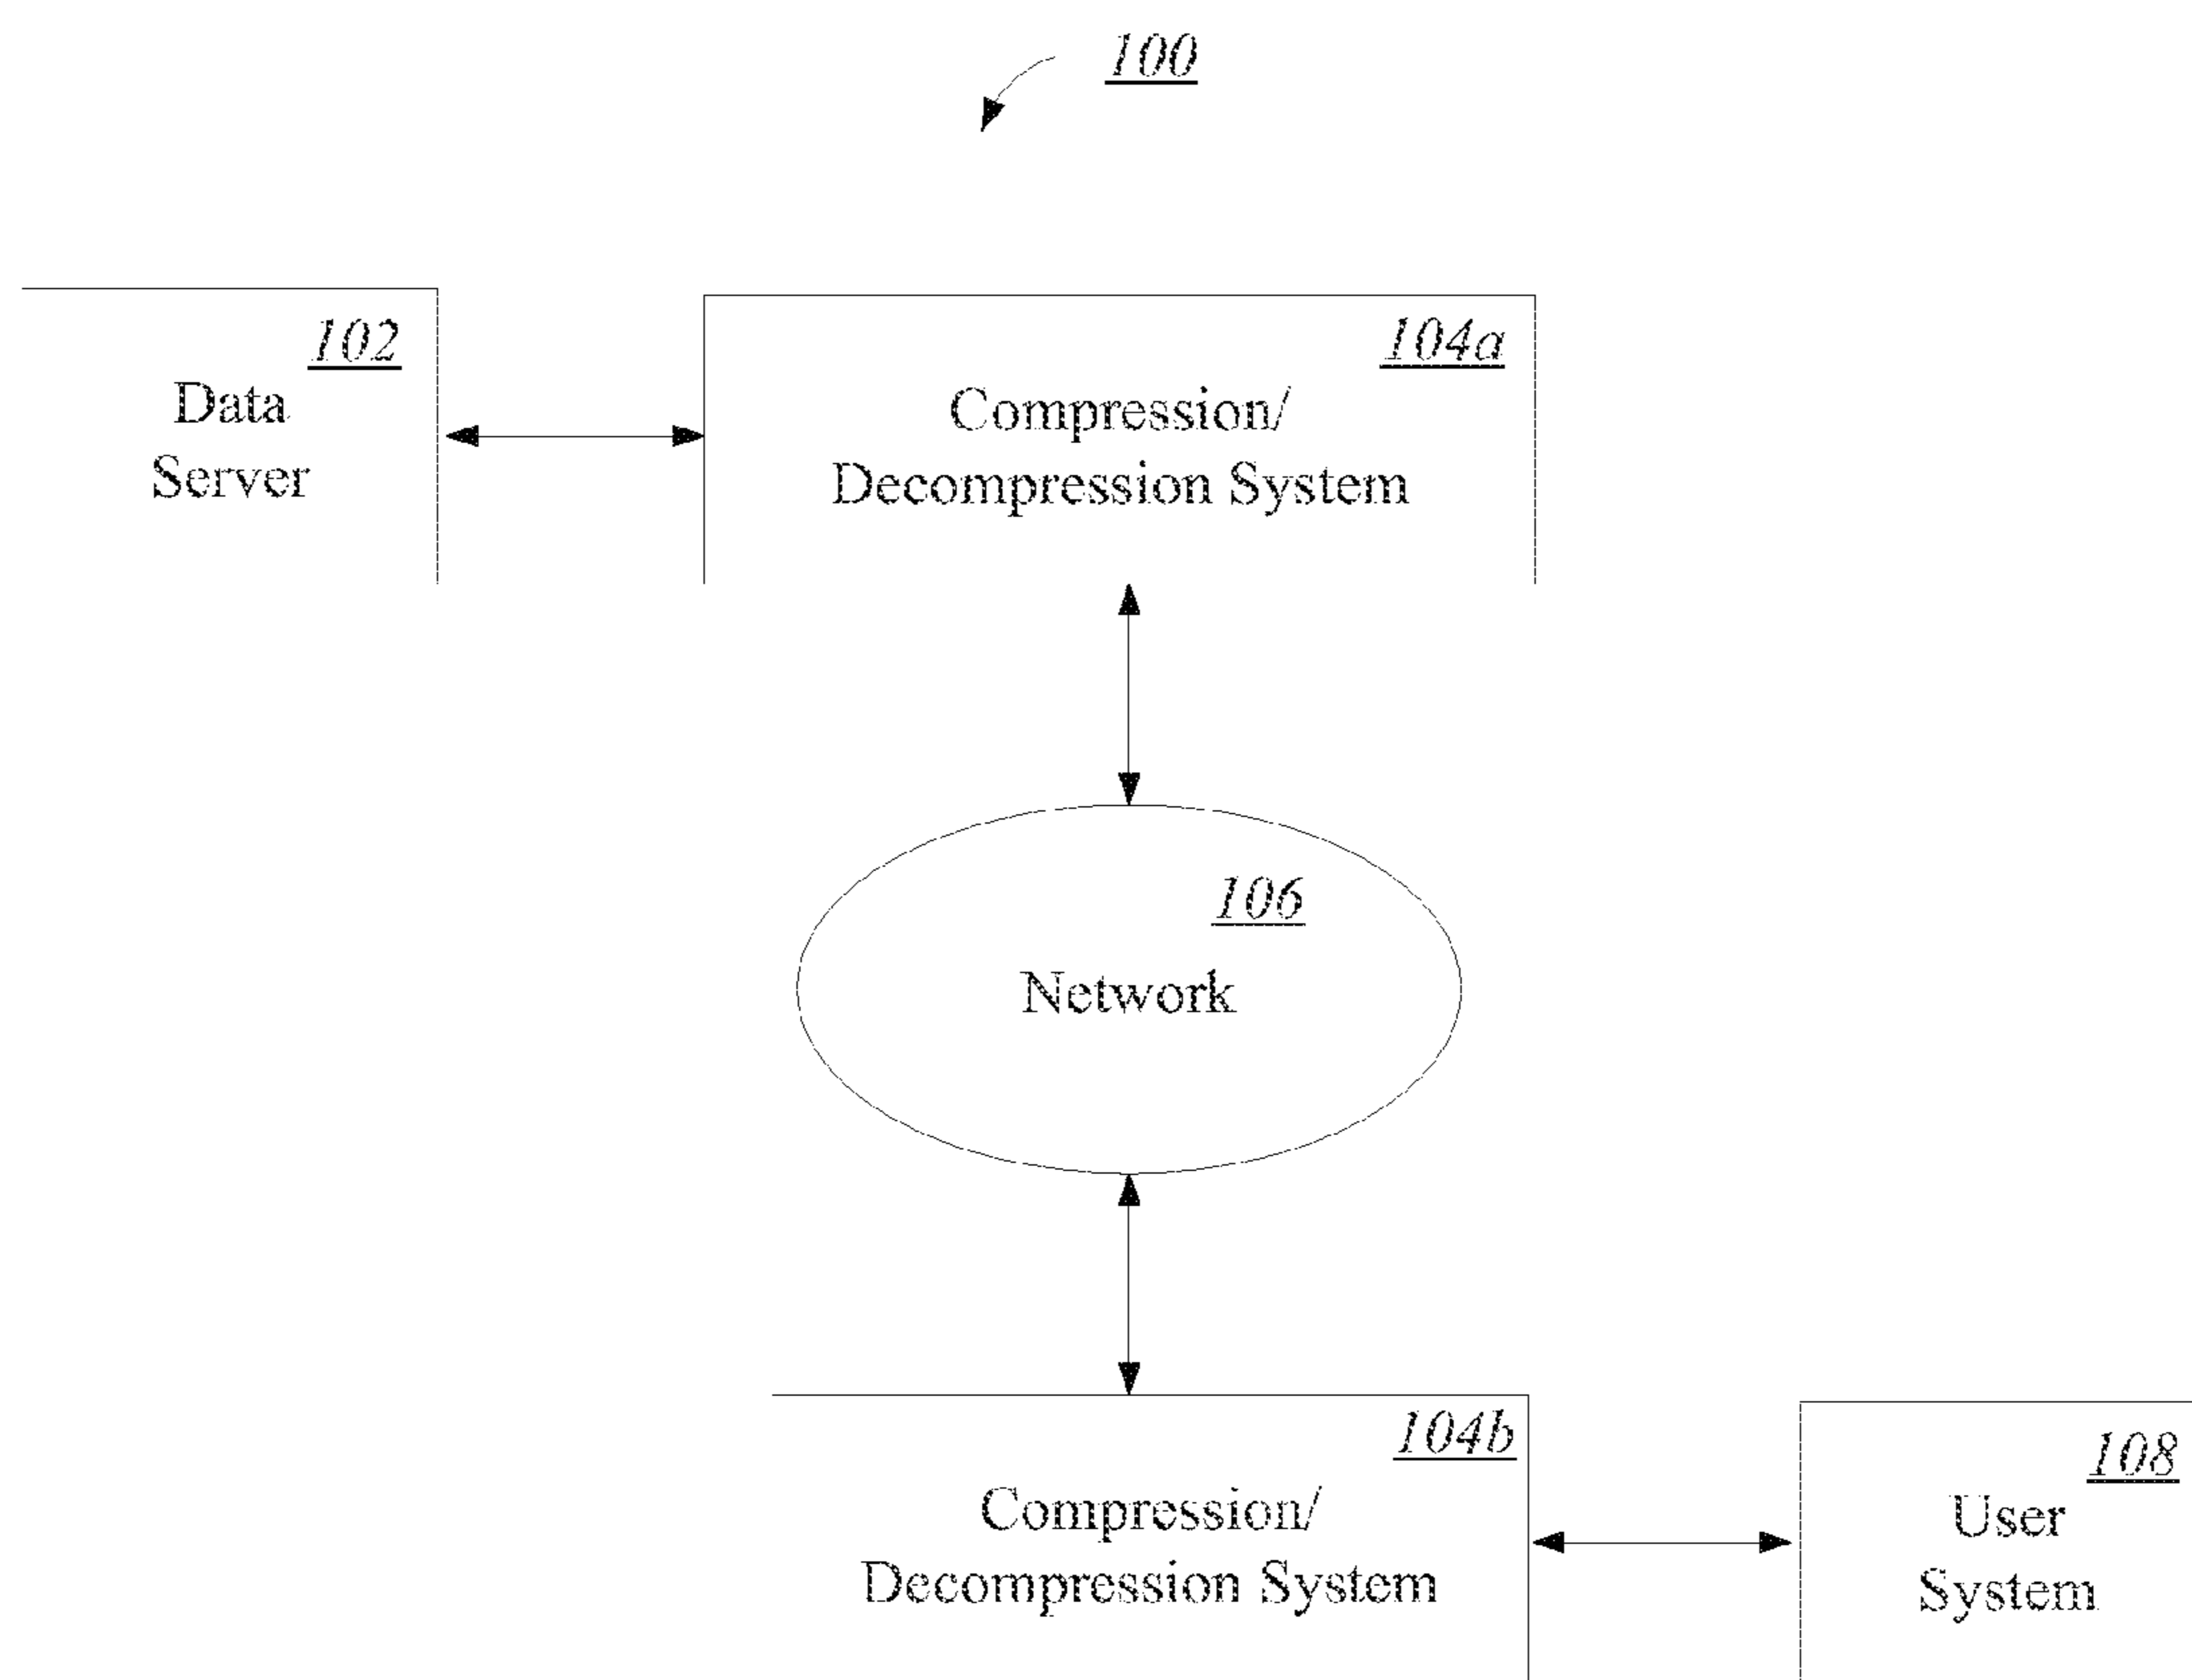 100
102
Data
Server
104a
Compression/
Decompression System
106
Network
104b
Compression/
Decompression System
108
User
System